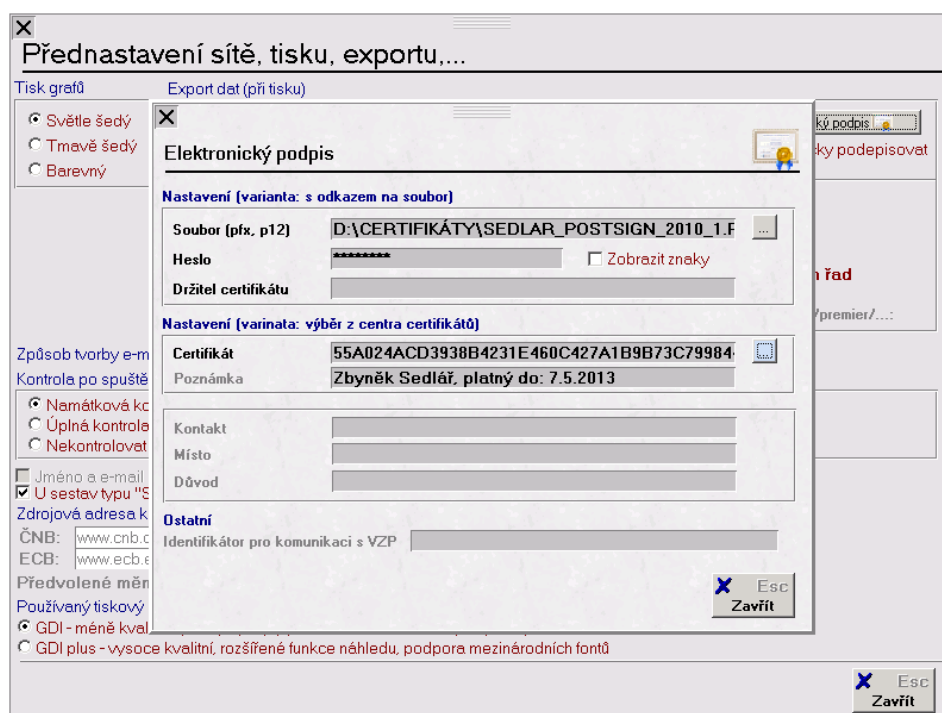 Přednastavení sítě, tisku, exportu,...
Tisk grafů
Export dat (při tisku)
Světle šedý
Tmavě šedý
Barevný
ký podpis
ky podepisovat
Elektronický podpis
Nastavení (varianta: s odkazem na soubor)
Soubor (pfx, p12) D:\CERTIFIKÁTY\SEDLAR_POSTSIGN_2010_1.F ...
Heslo ******** Zobrazit znaky
Držitel certifikátu
řad
/premier/...:
Nastavení (varinata: výběr z centra certifikátů)
Certifikát 55A024ACD3938B4231E460C427A1B9B73C79984 ...
Poznámka Zbyněk Sedlář, platný do: 7.5.2013
Kontakt
Místo
Důvod
Ostatní
Identifikátor pro komunikaci s VZP
Esc
Zavřít
Způsob tvorby e-m
Kontrola po spuště
Namátková ko
Úplná kontrola
Nekontrolovat
Jméno a e-mail
U sestav typu "S
Zdrojová adresa k
ČNB: www.cnb.c
ECB: www.ecb.e
Předvolené měn
Používaný tiskový
GDI - méně kval
GDI plus - vysoce kvalitní, rozšířené funkce náhledu, podpora mezinárodních fontů
Esc
Zavřít